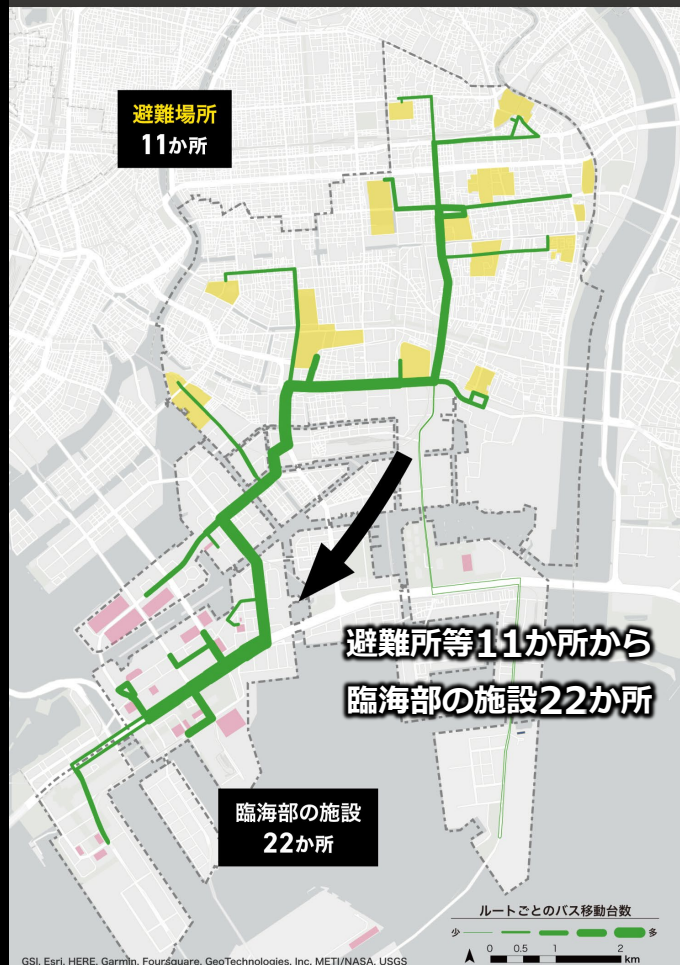 避難場所
11か所
避難所等11か所から
臨海部の施設22か所
臨海部の施設
22か所
ルートごとのバス移動台数
少 多
0 0.5 1 2
km
GSI, Esri, HERE, Garmin, Foursquare, GeoTechnologies, Inc, METI/NASA, USGS